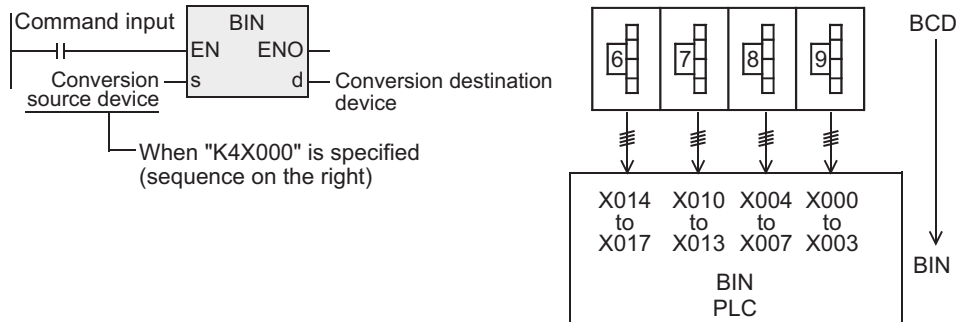 Command input
BIN
EN ENO
Conversion source device
s d
Conversion destination device
When "K4X000" is specified
(sequence on the right)
6 7 8 9
BCD
X014 X010 X004 X000
to to to to
X017 X013 X007 X003
BIN
BIN
PLC